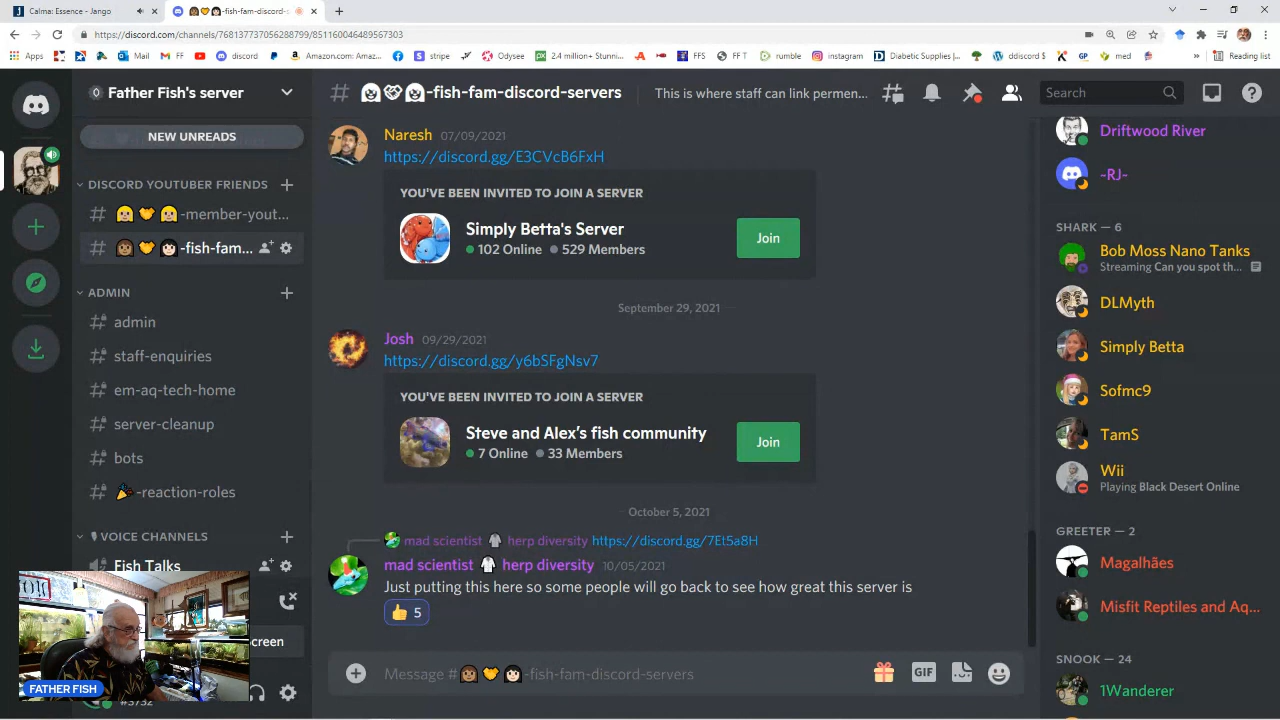 Calma: Essence - Jango
-fish-fam-discord-s
https://discord.com/channels/768137737056288799/851160046489567303
Apps
Mail
FF
discord
Amazon.com: Amaz...
stripe
Odysee
2.4 million+ Stunni...
FFS
FF T
rumble
instagram
Diabetic Supplies |...
ddiscord $
KP
GP
med
»
Reading list
Father Fish's server
-fish-fam-discord-servers
This is where staff can link permen...
Search
NEW UNREADS
DISCORD YOUTUBER FRIENDS
-member-yout...
-fish-fam...
ADMIN
admin
staff-enquiries
em-aq-tech-home
server-cleanup
bots
-reaction-roles
VOICE CHANNELS
Fish Talks
creen
FATHER FISH
#3732
Naresh 07/09/2021
https://discord.gg/E3CVcB6FxH
YOU'VE BEEN INVITED TO JOIN A SERVER
Simply Betta's Server
102 Online 529 Members
Join
September 29, 2021
Josh 09/29/2021
https://discord.gg/y6bSFgNsv7
YOU'VE BEEN INVITED TO JOIN A SERVER
Steve and Alex's fish community
7 Online 33 Members
Join
October 5, 2021
mad scientist herp diversity https://discord.gg/7Et5a8H
mad scientist herp diversity 10/05/2021
Just putting this here so some people will go back to see how great this server is
5
Message # -fish-fam-discord-servers
GIF
Driftwood River
-RJ-
SHARK — 6
Bob Moss Nano Tanks
Streaming Can you spot th...
DLMyth
Simply Betta
Sofmc9
TamS
Wii
Playing Black Desert Online
GREETER — 2
Magalhães
Misfit Reptiles and Aq...
SNOOK — 24
1Wanderer